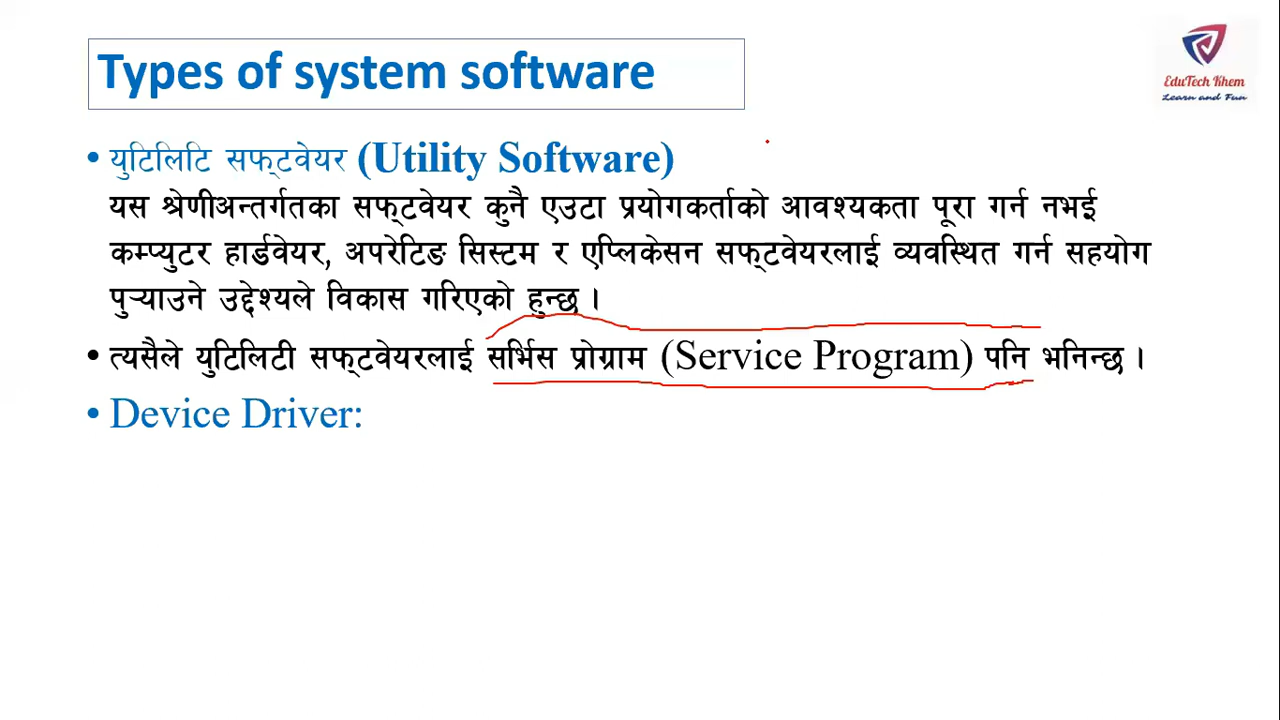 Types of system software
EduTech Khem
Learn and Fun
• युटिलिटि सफ्टवेयर (Utility Software)
यस श्रेणीअन्तर्गतका सफ्टवेयर कुनै एउटा प्रयोगकर्ताको आवश्यकता पूरा गर्न नभई
कम्प्युटर हार्डवेयर, अपरेटिङ सिस्टम र एप्लिकेसन सफ्टवेयरलाई व्यवस्थित गर्न सहयोग
पुर्‍याउने उद्देश्यले विकास गरिएको हुन्छ ।
• त्यसैले युटिलिटी सफ्टवेयरलाई सर्भिस प्रोग्राम (Service Program) पनि भनिन्छ ।
• Device Driver: